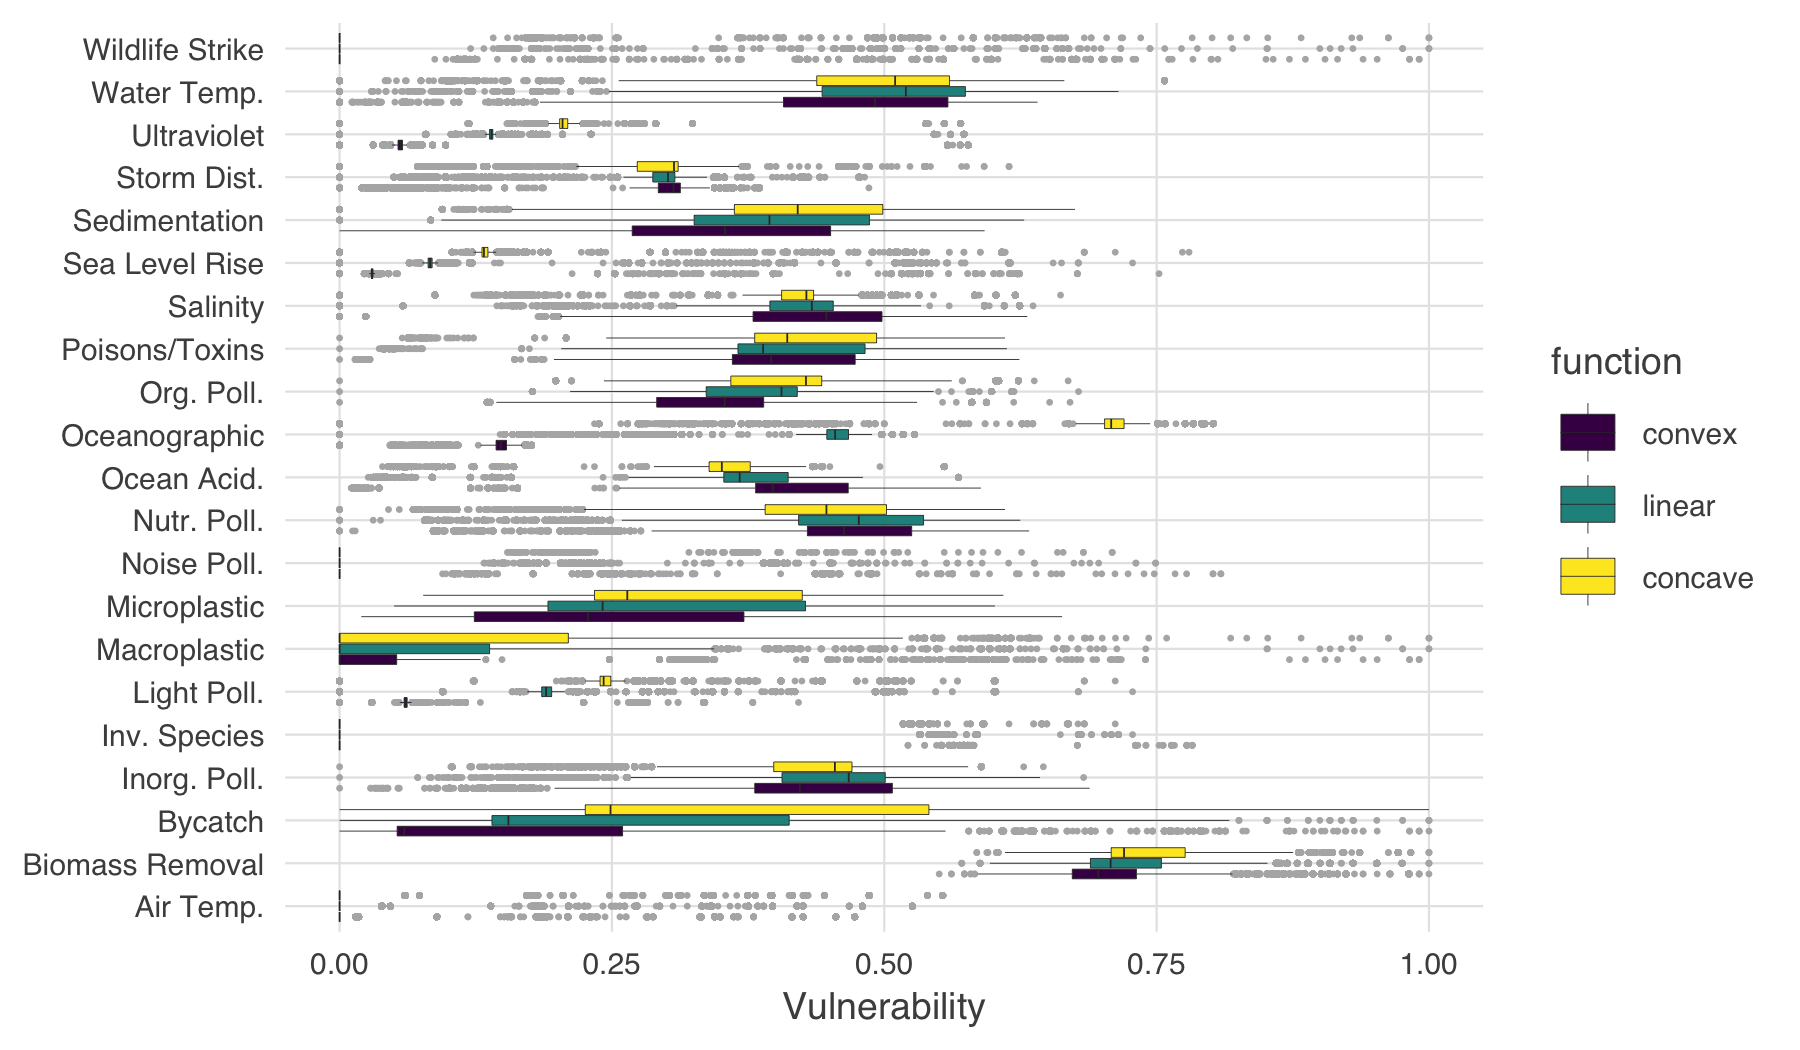 Wildlife Strike
Water Temp.
Ultraviolet
Storm Dist.
Sedimentation
Sea Level Rise
Salinity
Poisons/Toxins
Org. Poll.
Oceanographic
Ocean Acid.
Nutr. Poll.
Noise Poll.
Microplastic
Macroplastic
Light Poll.
Inv. Species
Inorg. Poll.
Bycatch
Biomass Removal
Air Temp.
0.00 0.25 0.50 0.75 1.00
Vulnerability
function
convex
linear
concave